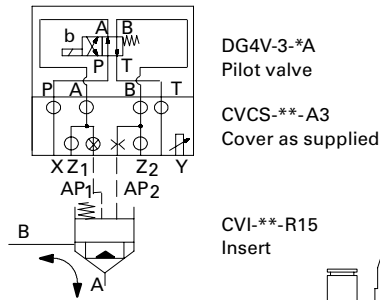 b A B
P T
P A B T
X Z1 Z2 Y
AP1 AP2
B
A
DG4V-3-*A
Pilot valve
CVCS-**-A3
Cover as supplied
CVI-**-R15
Insert